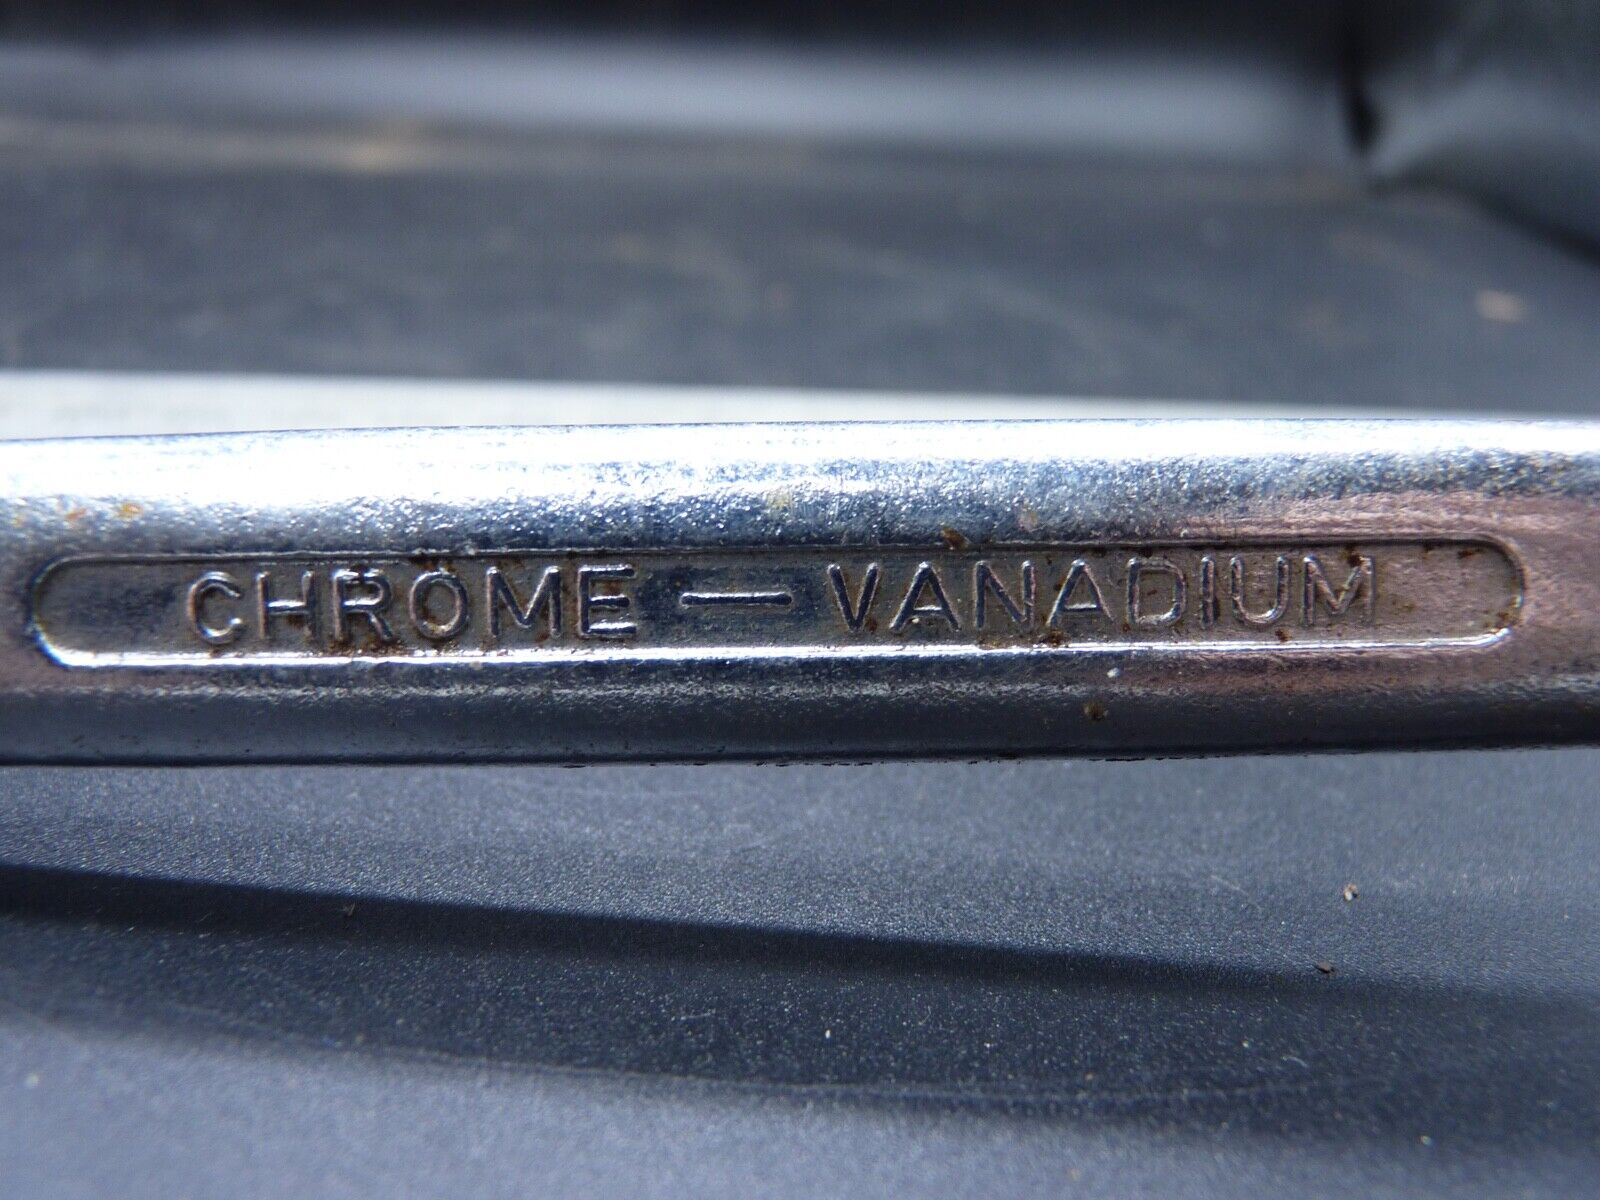 CHROME — VANADIUM